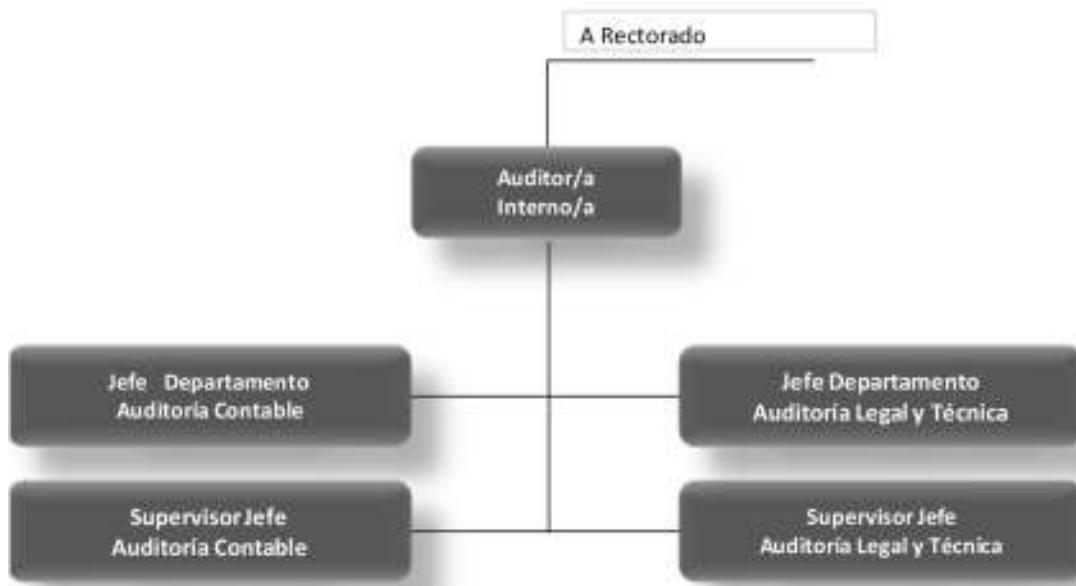 A Rectorado
Auditor/a
Interno/a
Jefe Departamento
Auditoría Contable
Jefe Departamento
Auditoría Legal y Técnica
Supervisor Jefe
Auditoría Contable
Supervisor Jefe
Auditoría Legal y Técnica